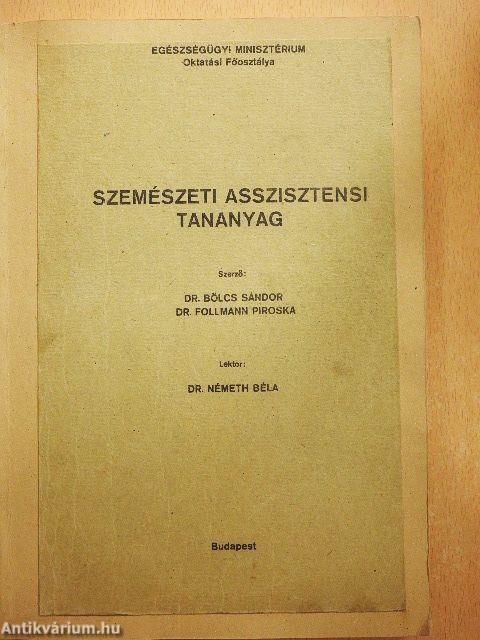 EGÉSZSÉGÜGYI MINISZTÉRIUM
Oktatási Főosztálya
SZEMÉSZETI ASSZISZTENSI
TANANYAG
Szerző:
DR. BÖLCS SÁNDOR
DR. FOLLMANN PIROSKA
Lektor:
DR. NÉMETH BÉLA
Budapest
Antikvárium.hu